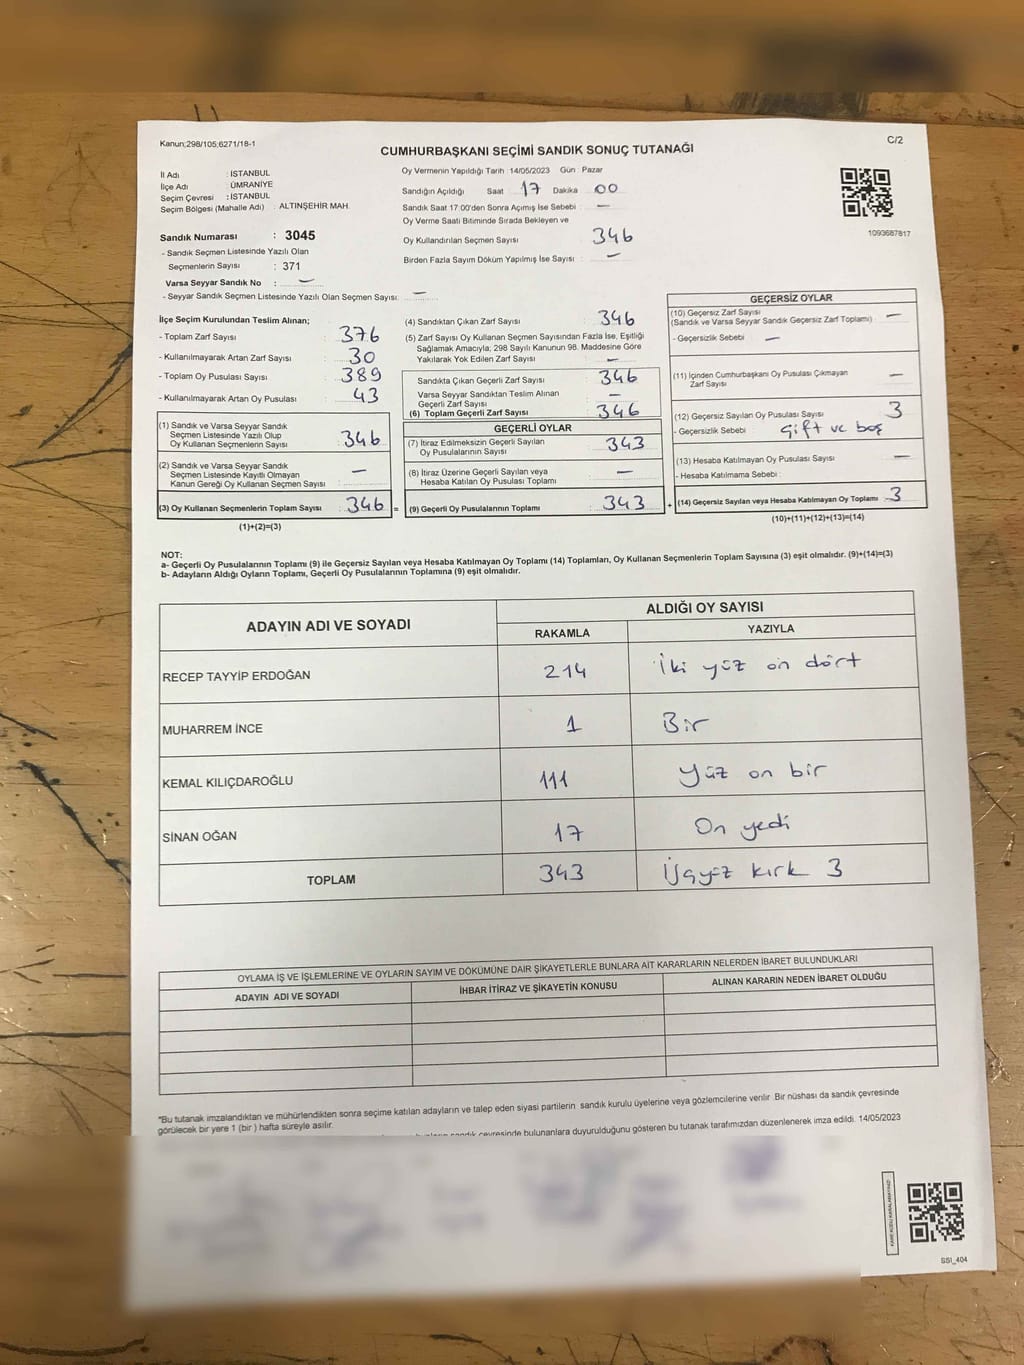 Kanun;298/105;6271/18-1
C/2
CUMHURBAŞKANI SEÇİMİ SANDIK SONUÇ TUTANAĞI
İl Adı : İSTANBUL
İlçe Adı : ÜMRANİYE
Seçim Çevresi : İSTANBUL
Seçim Bölgesi (Mahalle Adı) : ALTINŞEHİR MAH.
Sandık Numarası : 3045
- Sandık Seçmen Listesinde Yazılı Olan
Seçmenlerin Sayısı : 371
Varsa Seyyar Sandık No : —
- Seyyar Sandık Seçmen Listesinde Yazılı Olan Seçmen Sayısı: —
Oy Vermenin Yapıldığı Tarih :14/05/2023 Gün : Pazar
Sandığın Açıldığı Saat 17 Dakika 00
Sandık Saat 17:00'den Sonra Açımış İse Sebebi : —
Oy Verme Saati Bitiminde Sırada Bekleyen ve
Oy Kullandırılan Seçmen Sayısı 346
Birden Fazla Sayım Döküm Yapılmış İse Sayısı : —
1093687817
İlçe Seçim Kurulundan Teslim Alınan;
- Toplam Zarf Sayısı : 376
- Kullanılmayarak Artan Zarf Sayısı : 30
- Toplam Oy Pusulası Sayısı : 389
- Kullanılmayarak Artan Oy Pusulası : 43
(1) Sandık ve Varsa Seyyar Sandık
Seçmen Listesinde Yazılı Olup
Oy Kullanan Seçmenlerin Sayısı : 346
(2) Sandık ve Varsa Seyyar Sandık
Seçmen Listesinde Kayıtlı Olmayan
Kanun Gereği Oy Kullanan Seçmen Sayısı : —
(3) Oy Kullanan Seçmenlerin Toplam Sayısı : 346
(1)+(2)=(3)
(4) Sandıktan Çıkan Zarf Sayısı : 346
(5) Zarf Sayısı Oy Kullanan Seçmen Sayısından Fazla İse, Eşitliği
Sağlamak Amacıyla; 298 Sayılı Kanunun 98. Maddesine Göre
Yakılarak Yok Edilen Zarf Sayısı : —
Sandıkta Çıkan Geçerli Zarf Sayısı : 346
Varsa Seyyar Sandıktan Teslim Alınan
Geçerli Zarf Sayısı : —
(6) Toplam Geçerli Zarf Sayısı : 346
GEÇERLİ OYLAR
(7) İtiraz Edilmeksizin Geçerli Sayılan
Oy Pusulalarının Sayısı : 343
(8) İtiraz Üzerine Geçerli Sayılan veya
Hesaba Katılan Oy Pusulası Toplamı : —
= (9) Geçerli Oy Pusulalarının Toplamı : 343
GEÇERSİZ OYLAR
(10) Geçersiz Zarf Sayısı
(Sandık ve Varsa Seyyar Sandık Geçersiz Zarf Toplamı) : —
- Geçersizlik Sebebi : —
(11) İçinden Cumhurbaşkanı Oy Pusulası Çıkmayan
Zarf Sayısı : —
(12) Geçersiz Sayılan Oy Pusulası Sayısı : 3
- Geçersizlik Sebebi : çift ve boş
(13) Hesaba Katılmayan Oy Pusulası Sayısı : —
- Hesaba Katılmama Sebebi :
+ (14) Geçersiz Sayılan veya Hesaba Katılmayan Oy Toplamı : 3
(10)+(11)+(12)+(13)=(14)
NOT:
a- Geçerli Oy Pusulalarının Toplamı (9) ile Geçersiz Sayılan veya Hesaba Katılmayan Oy Toplamı (14) Toplamları, Oy Kullanan Seçmenlerin Toplam Sayısına (3) eşit olmalıdır. (9)+(14)=(3)
b- Adayların Aldığı Oyların Toplamı, Geçerli Oy Pusulalarının Toplamına (9) eşit olmalıdır.
ADAYIN ADI VE SOYADI
ALDIĞI OY SAYISI
RAKAMLA YAZIYLA
RECEP TAYYİP ERDOĞAN 214 İki yüz on dört
MUHARREM İNCE 1 Bir
KEMAL KILIÇDAROĞLU 111 Yüz on bir
SİNAN OĞAN 17 On yedi
TOPLAM 343 Üçyüz kırk 3
OYLAMA İŞ VE İŞLEMLERİNE VE OYLARIN SAYIM VE DÖKÜMÜNE DAİR ŞİKAYETLERLE BUNLARA AİT KARARLARIN NELERDEN İBARET BULUNDUKLARI
ADAYIN ADI VE SOYADI İHBAR İTİRAZ VE ŞİKAYETİN KONUSU ALINAN KARARIN NEDEN İBARET OLDUĞU
*Bu tutanak imzalandıktan ve mühürlendikten sonra seçime katılan adayların ve talep eden siyasi partilerin sandık kurulu üyelerine veya gözlemcilerine verilir .Bir nüshası da sandık çevresinde
görülecek bir yere 1 (bir ) hafta süreyle asılır.
sandık çevresinde bulunanlara duyurulduğunu gösteren bu tutanak tarafımızdan düzenlenerek imza edildi. 14/05/2023
KARE KODU KARALAMAYINIZ!
SSI_404